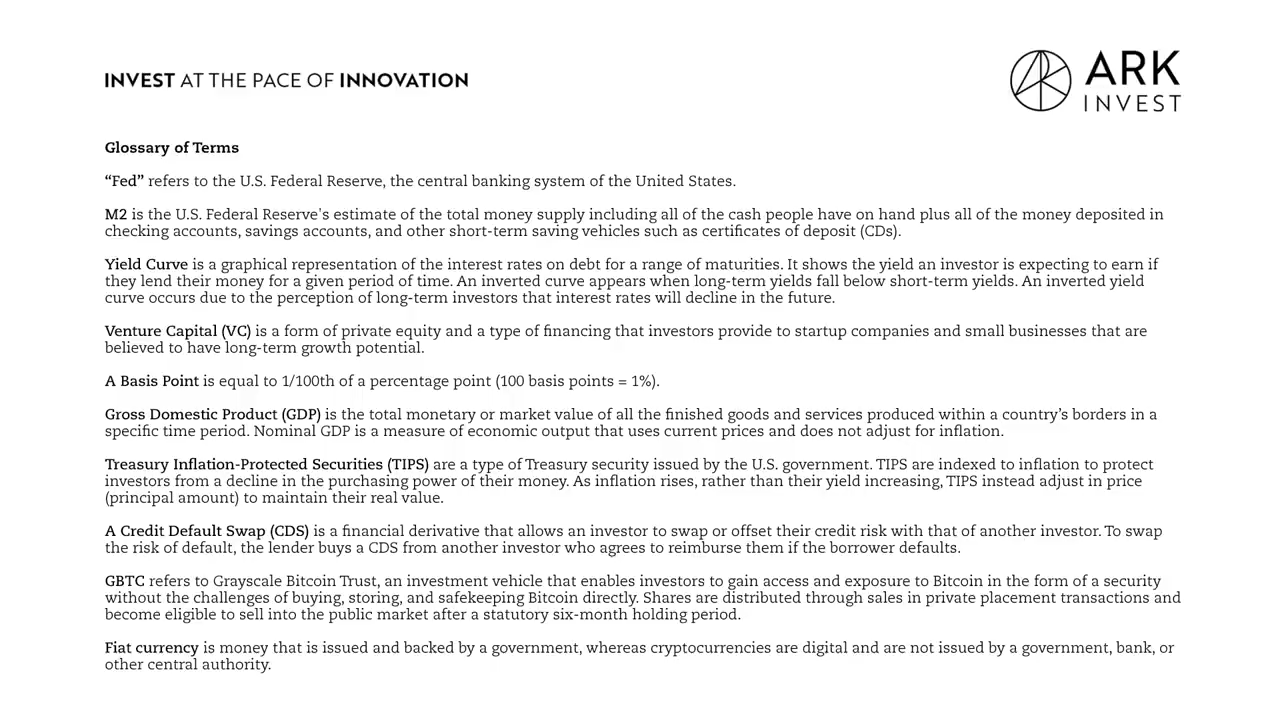 INVEST AT THE PACE OF INNOVATION
ARK
INVEST
Glossary of Terms
“Fed” refers to the U.S. Federal Reserve, the central banking system of the United States.
M2 is the U.S. Federal Reserve's estimate of the total money supply including all of the cash people have on hand plus all of the money deposited in
checking accounts, savings accounts, and other short-term saving vehicles such as certificates of deposit (CDs).
Yield Curve is a graphical representation of the interest rates on debt for a range of maturities. It shows the yield an investor is expecting to earn if
they lend their money for a given period of time. An inverted curve appears when long-term yields fall below short-term yields. An inverted yield
curve occurs due to the perception of long-term investors that interest rates will decline in the future.
Venture Capital (VC) is a form of private equity and a type of financing that investors provide to startup companies and small businesses that are
believed to have long-term growth potential.
A Basis Point is equal to 1/100th of a percentage point (100 basis points = 1%).
Gross Domestic Product (GDP) is the total monetary or market value of all the finished goods and services produced within a country’s borders in a
specific time period. Nominal GDP is a measure of economic output that uses current prices and does not adjust for inflation.
Treasury Inflation-Protected Securities (TIPS) are a type of Treasury security issued by the U.S. government. TIPS are indexed to inflation to protect
investors from a decline in the purchasing power of their money. As inflation rises, rather than their yield increasing, TIPS instead adjust in price
(principal amount) to maintain their real value.
A Credit Default Swap (CDS) is a financial derivative that allows an investor to swap or offset their credit risk with that of another investor. To swap
the risk of default, the lender buys a CDS from another investor who agrees to reimburse them if the borrower defaults.
GBTC refers to Grayscale Bitcoin Trust, an investment vehicle that enables investors to gain access and exposure to Bitcoin in the form of a security
without the challenges of buying, storing, and safekeeping Bitcoin directly. Shares are distributed through sales in private placement transactions and
become eligible to sell into the public market after a statutory six-month holding period.
Fiat currency is money that is issued and backed by a government, whereas cryptocurrencies are digital and are not issued by a government, bank, or
other central authority.